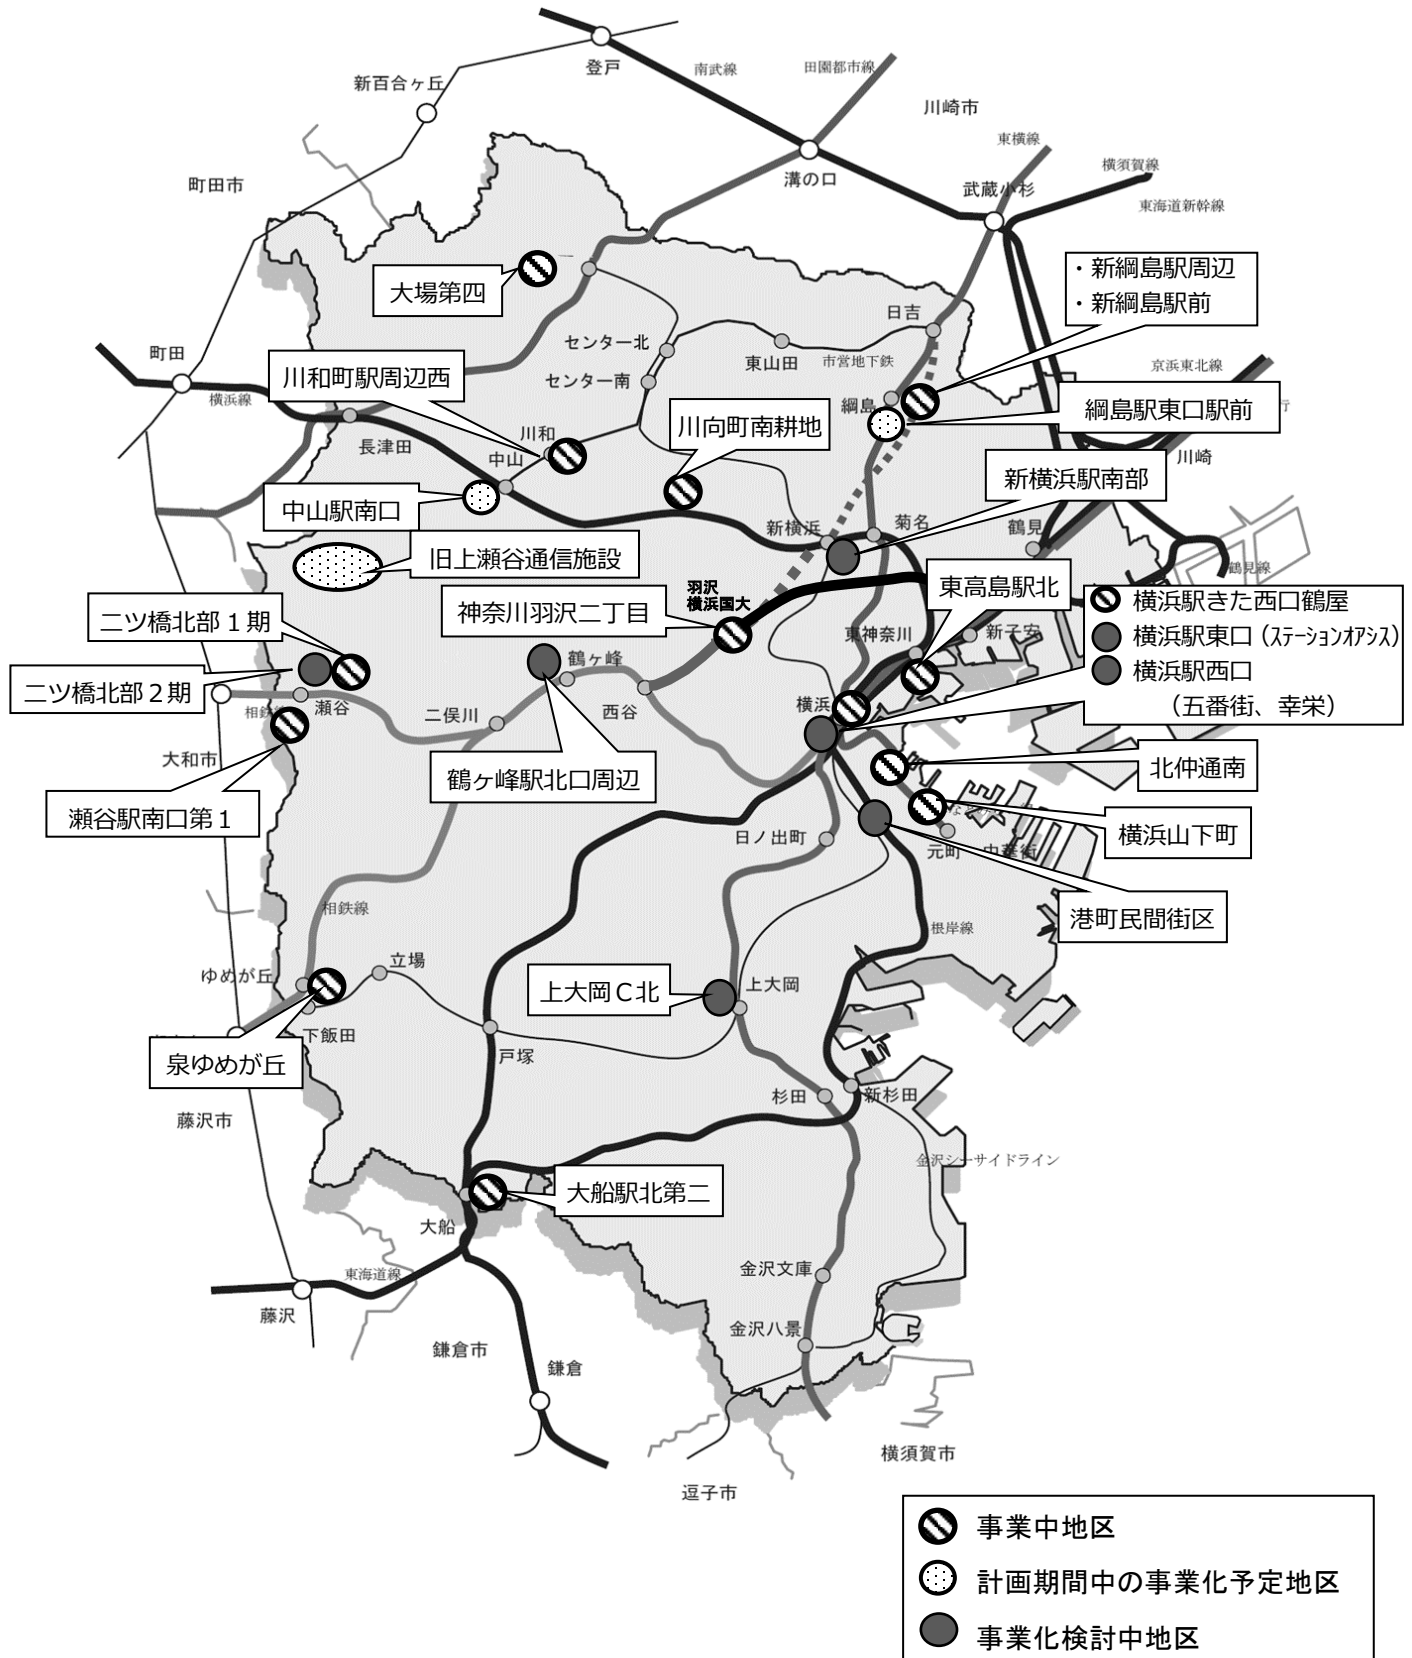 登戸
南武線
田園都市線
新百合ヶ丘
川崎市
東横線
横須賀線
溝の口
武蔵小杉
町田市
東海道新幹線
・新綱島駅周辺
・新綱島駅前
大場第四
日吉
センター北
東山田
市営地下鉄
町田
京浜東北線
川和町駅周辺西
センター南
横浜線
綱島
綱島駅東口駅前
行
川向町南耕地
川和
長津田
中山
川崎
新横浜駅南部
中山駅南口
新横浜
菊名
鶴見
旧上瀬谷通信施設
鶴見線
羽沢
横浜国大
東高島駅北
神奈川羽沢二丁目
横浜駅きた西口鶴屋
二ツ橋北部1期
東神奈川
新子安
横浜駅東口(ステーションオアシス)
鶴ヶ峰
横浜駅西口
二ツ橋北部2期
(五番街、幸栄)
相鉄線
瀬谷
二俣川
西谷
横浜
大和市
鶴ヶ峰駅北口周辺
北仲通南
瀬谷駅南口第1
日ノ出町
元町・中華街
横浜山下町
相鉄線
港町民間街区
根岸線
ゆめが丘
立場
上大岡C北
上大岡
下飯田
泉ゆめが丘
戸塚
杉田
新杉田
藤沢市
金沢シーサイドライン
大船駅北第二
大船
東海道線
金沢文庫
藤沢
金沢八景
鎌倉市
鎌倉
横須賀市
逗子市
事業中地区
計画期間中の事業化予定地区
事業化検討中地区